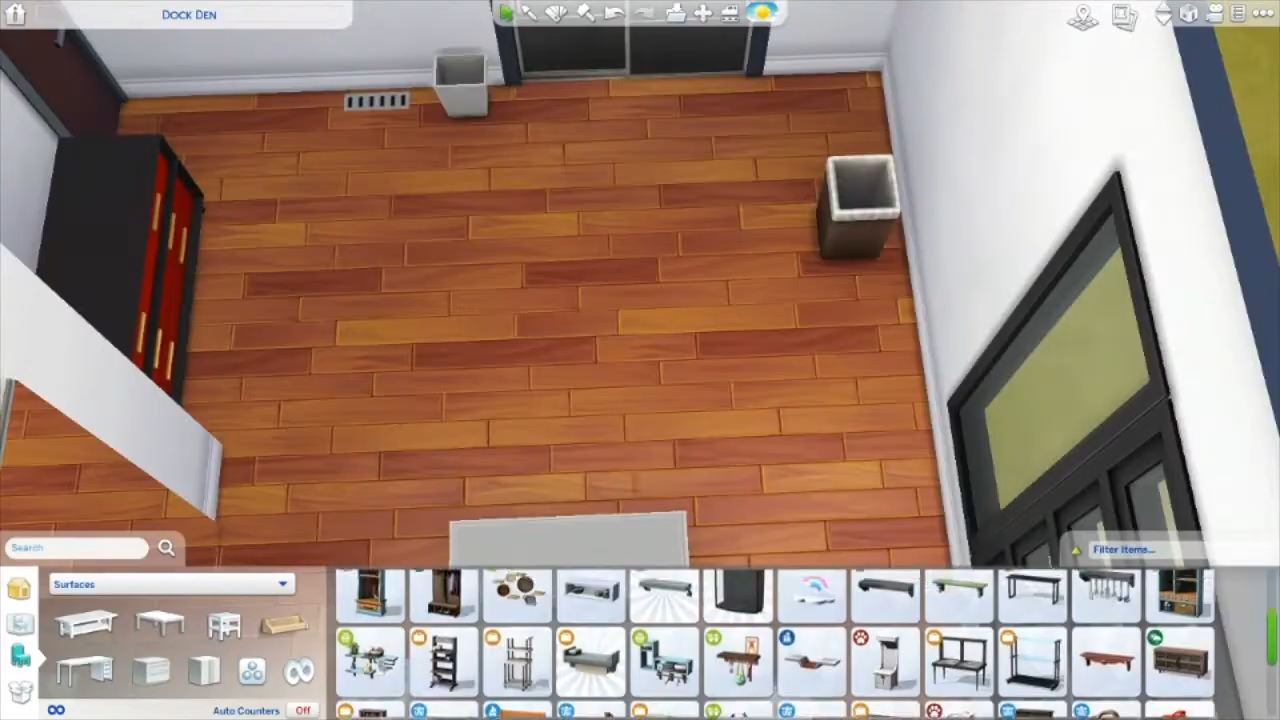 DOCK DEN
Search
Filter Items...
Surfaces
Auto Counters Off